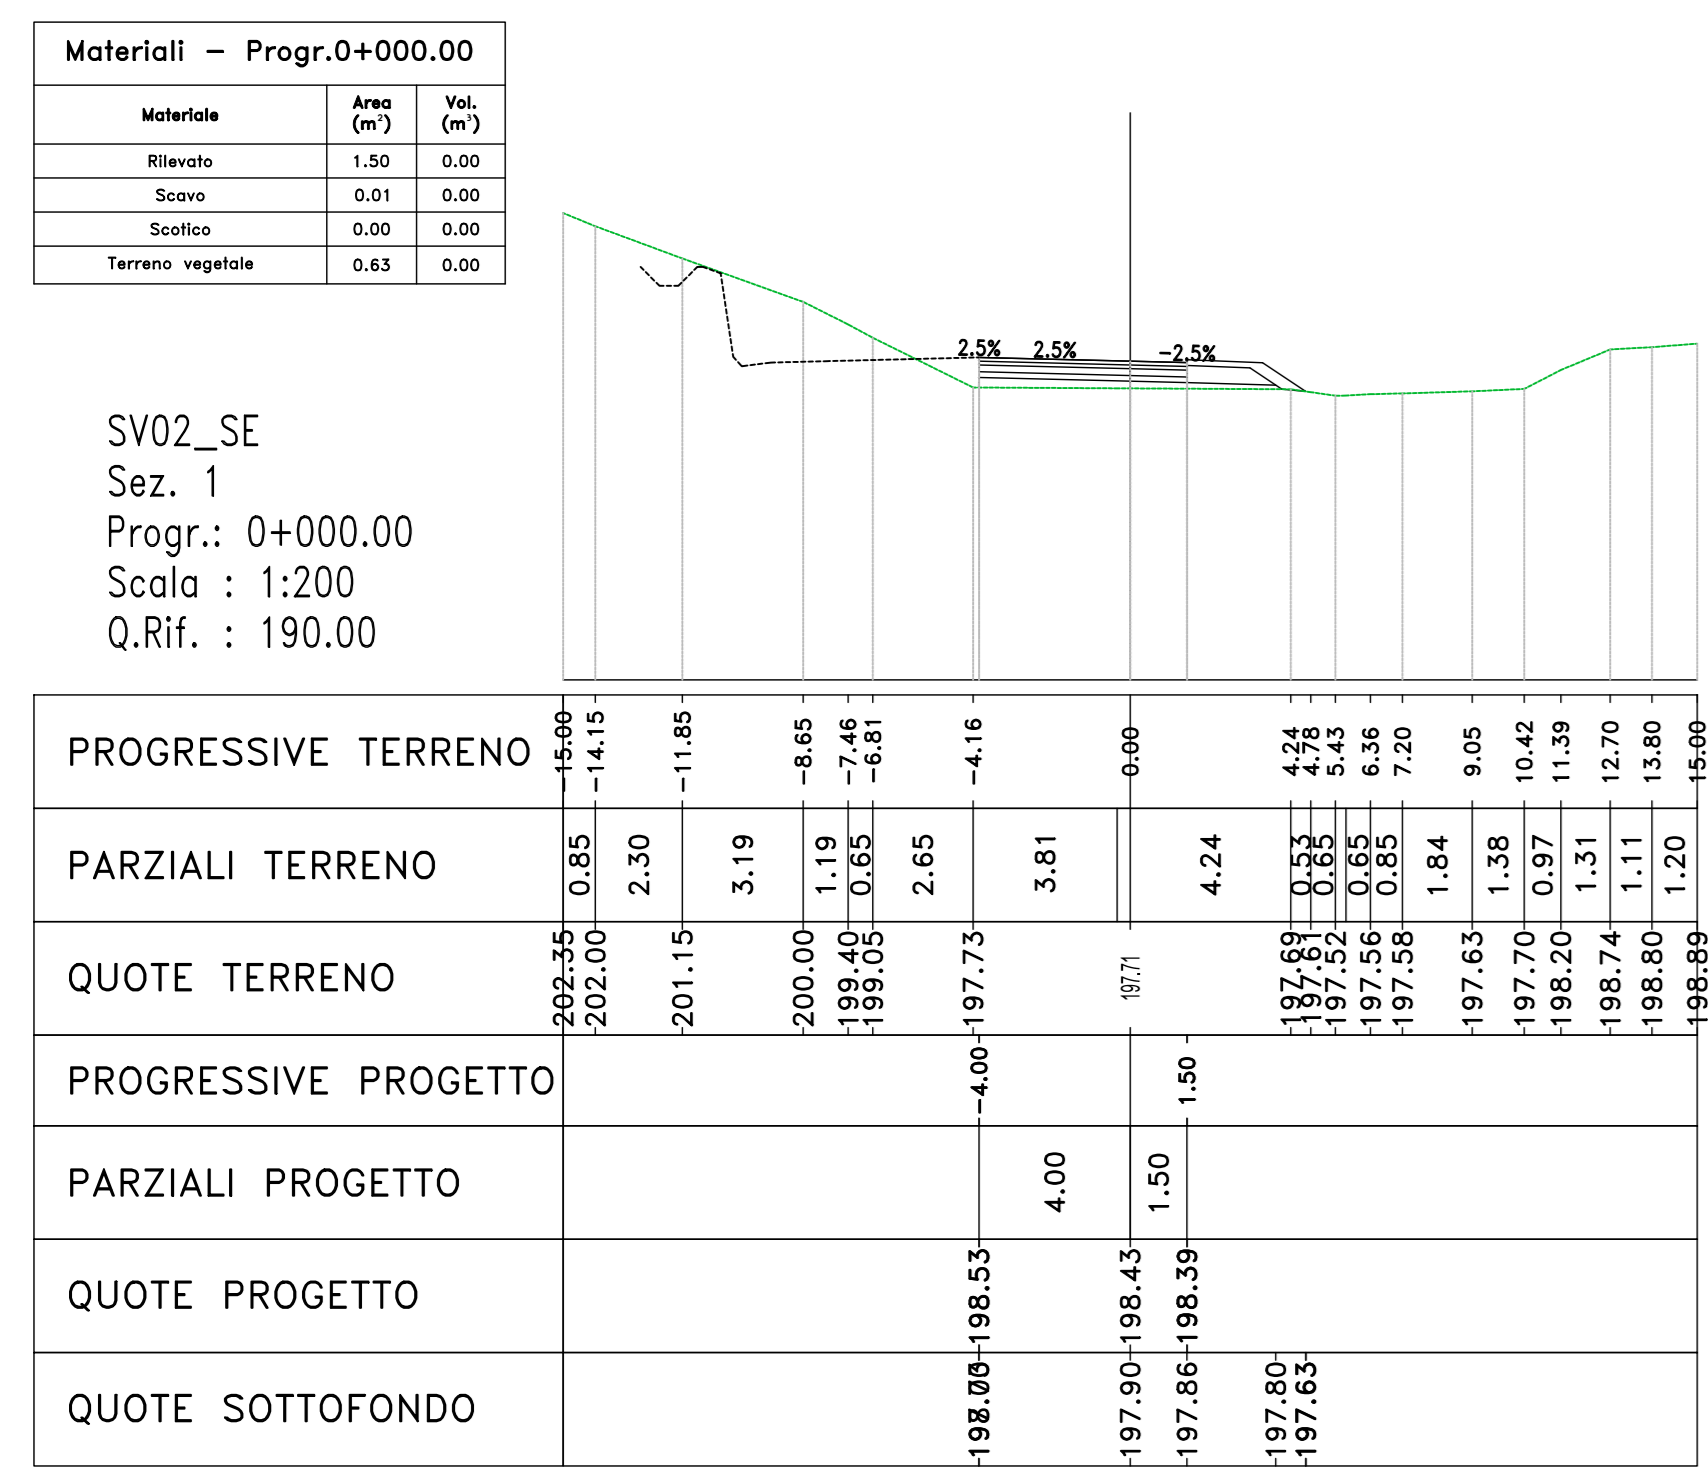 Materiali - Progr.0+000.00
Materiale Area (m²) Vol. (m³)
Rilevato 1.50 0.00
Scavo 0.01 0.00
Scotico 0.00 0.00
Terreno vegetale 0.63 0.00
2.5% 2.5% -2.5%
SV02_SE
Sez. 1
Progr.: 0+000.00
Scala : 1:200
Q.Rif. : 190.00
PROGRESSIVE TERRENO -15.00 -14.15 -11.85 -8.65 -7.46 -6.81 -4.16 0.00 4.24 4.78 5.43 6.36 7.20 9.05 10.42 11.39 12.70 13.80 15.00
PARZIALI TERRENO 0.85 2.30 3.19 1.19 0.65 2.65 3.81 4.24 0.53 0.65 0.65 0.85 1.84 1.38 0.97 1.31 1.11 1.20
QUOTE TERRENO 202.35 202.00 201.15 200.00 199.40 199.05 197.73 197.71 197.69 197.61 197.52 197.56 197.58 197.63 197.70 198.20 198.74 198.80 198.89
PROGRESSIVE PROGETTO -4.00 1.50
PARZIALI PROGETTO 4.00 1.50
QUOTE PROGETTO 198.53 198.43 198.39
QUOTE SOTTOFONDO 197.90 197.86 197.80 197.63